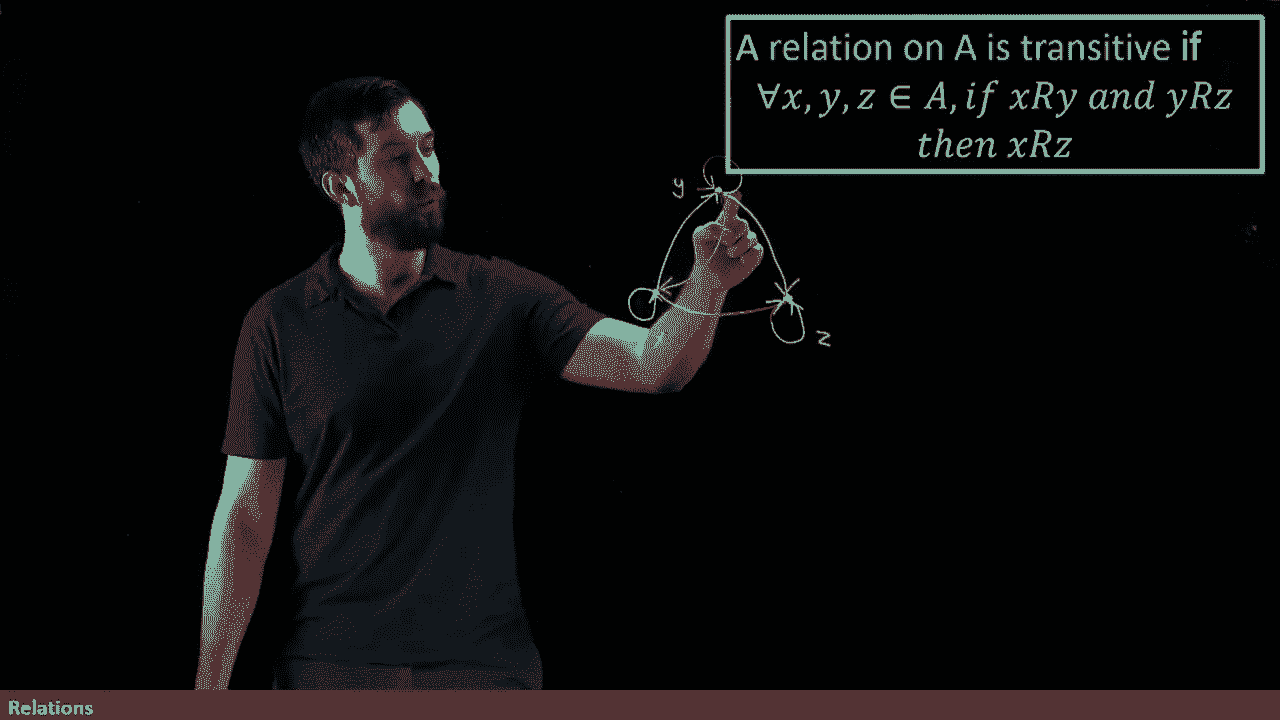 A relation on A is transitive if
∀x, y, z ∈ A, if xRy and yRz
then xRz
y
z
Relations